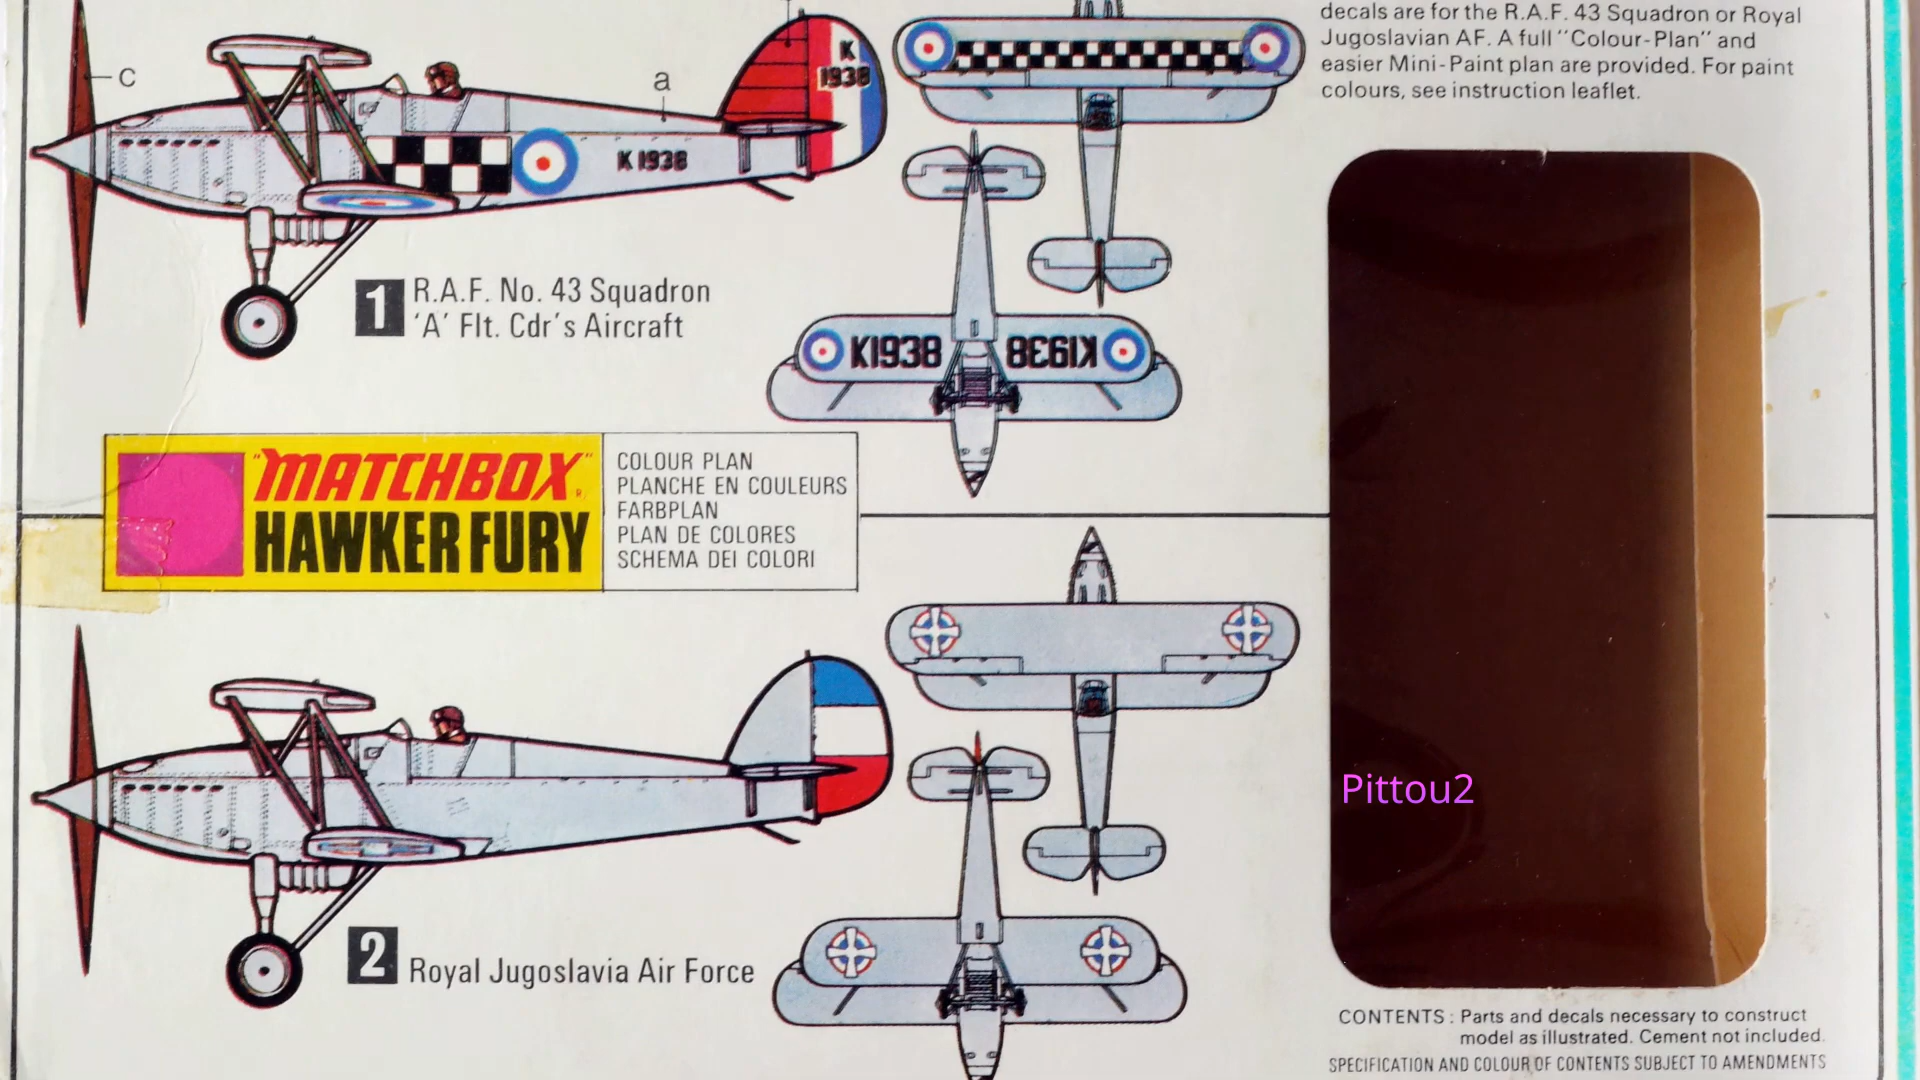 decals are for the R.A.F. 43 Squadron or Royal
Jugoslavian AF. A full "Colour-Plan" and
easier Mini-Paint plan are provided. For paint
colours, see instruction leaflet.
C
a
K
1938
K 1938
1 R.A.F. No. 43 Squadron
'A' Flt. Cdr's Aircraft
K1938
K1938
"MATCHBOX"
HAWKER FURY
COLOUR PLAN
PLANCHE EN COULEURS
FARBPLAN
PLAN DE COLORES
SCHEMA DEI COLORI
Pittou2
2 Royal Jugoslavia Air Force
CONTENTS : Parts and decals necessary to construct
model as illustrated. Cement not included.
SPECIFICATION AND COLOUR OF CONTENTS SUBJECT TO AMENDMENTS